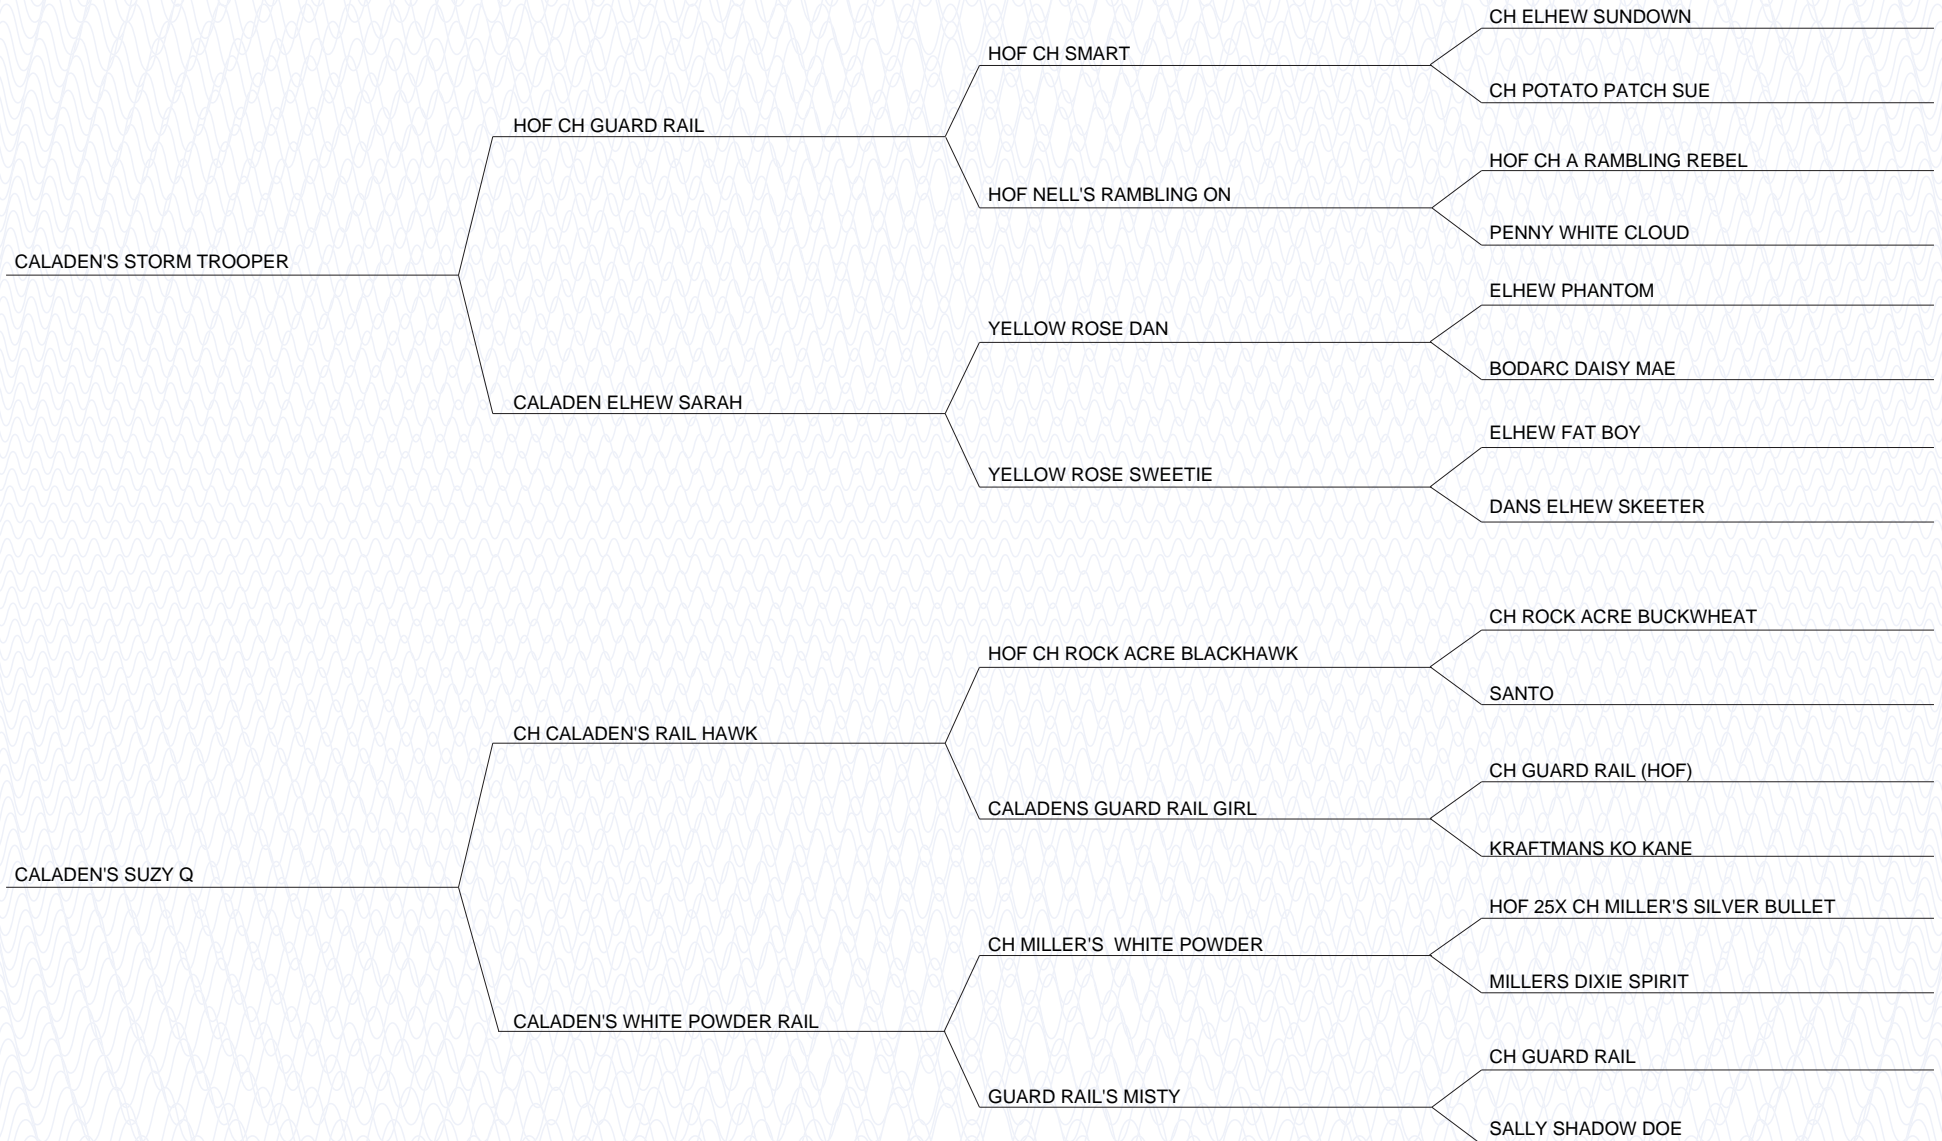 CH ELHEW SUNDOWN
HOF CH SMART
CH POTATO PATCH SUE
HOF CH GUARD RAIL
HOF CH A RAMBLING REBEL
HOF NELL'S RAMBLING ON
PENNY WHITE CLOUD
CALADEN'S STORM TROOPER
ELHEW PHANTOM
YELLOW ROSE DAN
BODARC DAISY MAE
CALADEN ELHEW SARAH
ELHEW FAT BOY
YELLOW ROSE SWEETIE
DANS ELHEW SKEETER
CH ROCK ACRE BUCKWHEAT
HOF CH ROCK ACRE BLACKHAWK
SANTO
CH CALADEN'S RAIL HAWK
CH GUARD RAIL (HOF)
CALADENS GUARD RAIL GIRL
KRAFTMANS KO KANE
CALADEN'S SUZY Q
HOF 25X CH MILLER'S SILVER BULLET
CH MILLER'S  WHITE POWDER
MILLERS DIXIE SPIRIT
CALADEN'S WHITE POWDER RAIL
CH GUARD RAIL
GUARD RAIL'S MISTY
SALLY SHADOW DOE